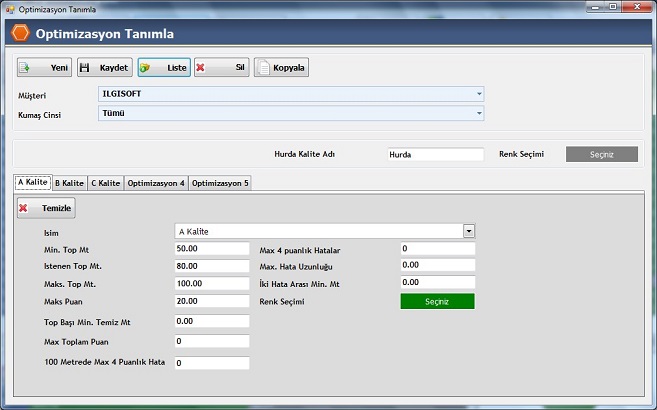 Optimizasyon Tanımla
Optimizasyon Tanımla
Yeni Kaydet Liste Sil Kopyala
Müşteri ILGISOFT
Kumaş Cinsi Tümü
Hurda Kalite Adı Hurda Renk Seçimi Seçiniz
A Kalite B Kalite C Kalite Optimizasyon 4 Optimizasyon 5
Temizle
Isim A Kalite
Min. Top Mt 50.00 Max 4 puanlık Hatalar 0
Istenen Top Mt. 80.00 Max. Hata Uzunluğu 0.00
Maks. Top Mt. 100.00 İki Hata Arası Min. Mt 0.00
Maks Puan 20.00 Renk Seçimi Seçiniz
Top Başı Min. Temiz Mt 0.00
Max Toplam Puan 0
100 Metrede Max 4 Puanlık Hata 0